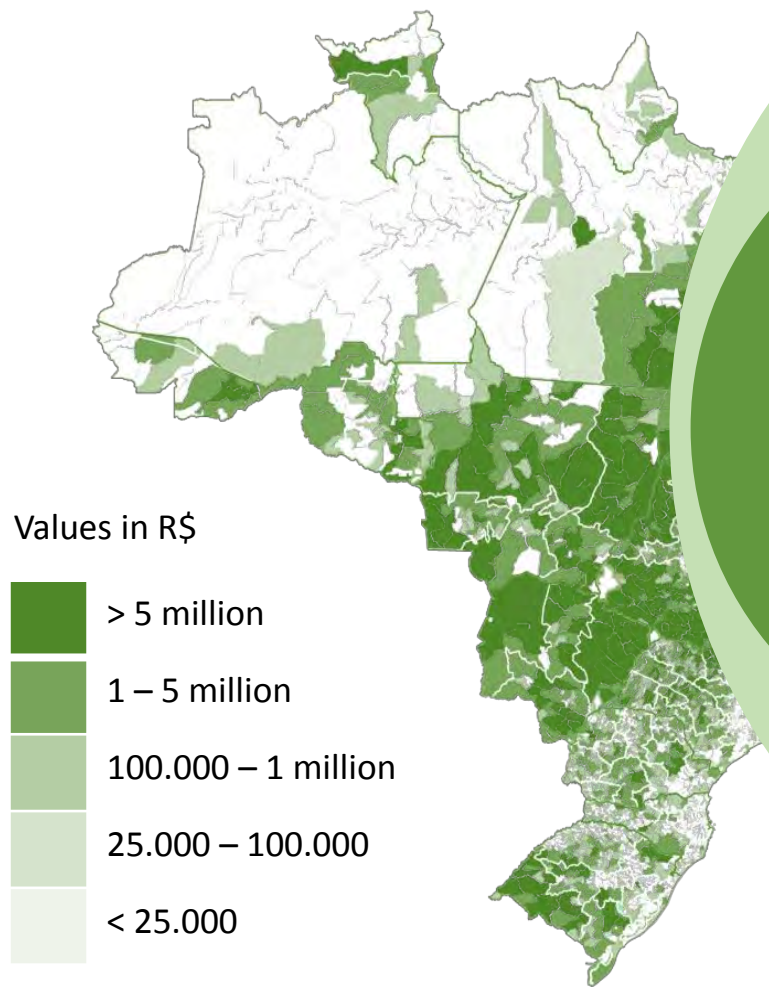 Values in R$
> 5 million
1 – 5 million
100.000 – 1 million
25.000 – 100.000
< 25.000